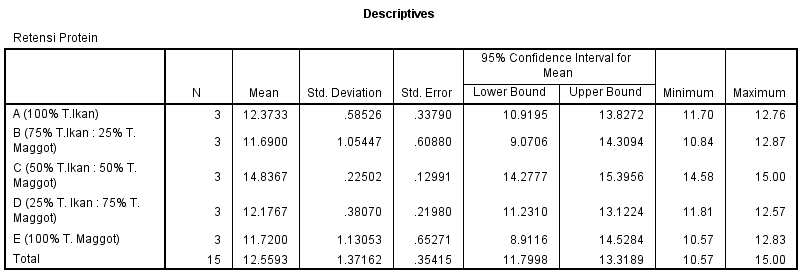 Descriptives
Retensi Protein
95% Confidence Interval for
Mean
N Mean Std. Deviation Std. Error Lower Bound Upper Bound Minimum Maximum
A (100% T.Ikan) 3 12.3733 .58526 .33790 10.9195 13.8272 11.70 12.76
B (75% T.Ikan : 25% T.
Maggot) 3 11.6900 1.05447 .60880 9.0706 14.3094 10.84 12.87
C (50% T.Ikan : 50% T.
Maggot) 3 14.8367 .22502 .12991 14.2777 15.3956 14.58 15.00
D (25% T. Ikan : 75% T.
Maggot) 3 12.1767 .38070 .21980 11.2310 13.1224 11.81 12.57
E (100% T. Maggot) 3 11.7200 1.13053 .65271 8.9116 14.5284 10.57 12.83
Total 15 12.5593 1.37162 .35415 11.7998 13.3189 10.57 15.00